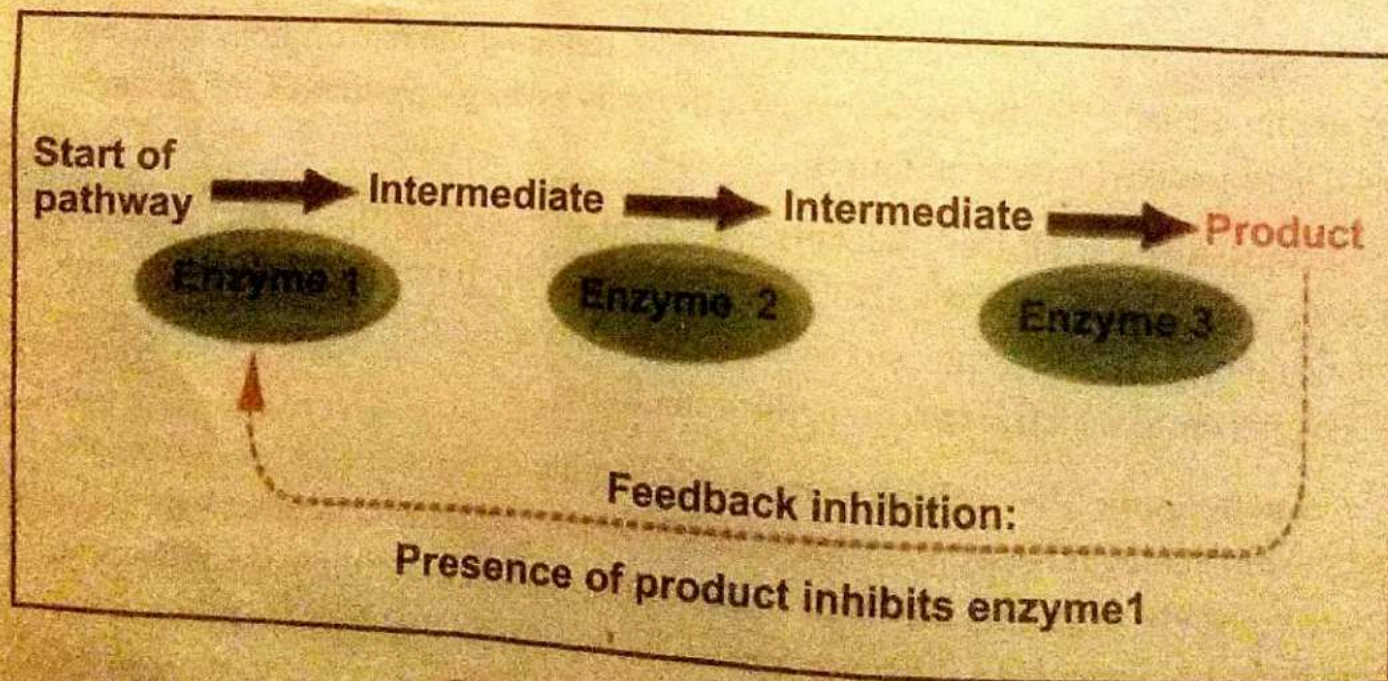 Start of
pathway
Intermediate
Intermediate
Product
Enzyme 1
Enzyme 2
Enzyme 3
Feedback inhibition:
Presence of product inhibits enzyme1